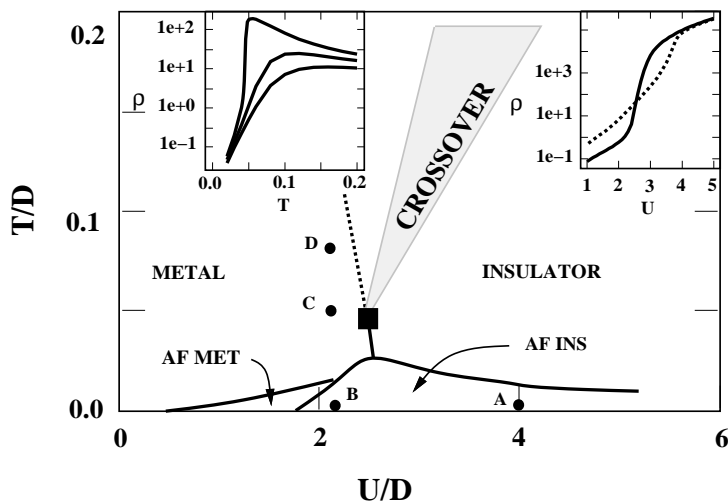 0.2
1e+2
1e+1
ρ
1e+0
1e−1
0.0 0.1 0.2
T
1e+3
ρ
1e+1
1e−1
1 2 3 4 5
U
CROSSOVER
T/D
0.1
D
METAL
INSULATOR
C
AF MET
AF INS
B
A
0.0
0 2 4 6
U/D